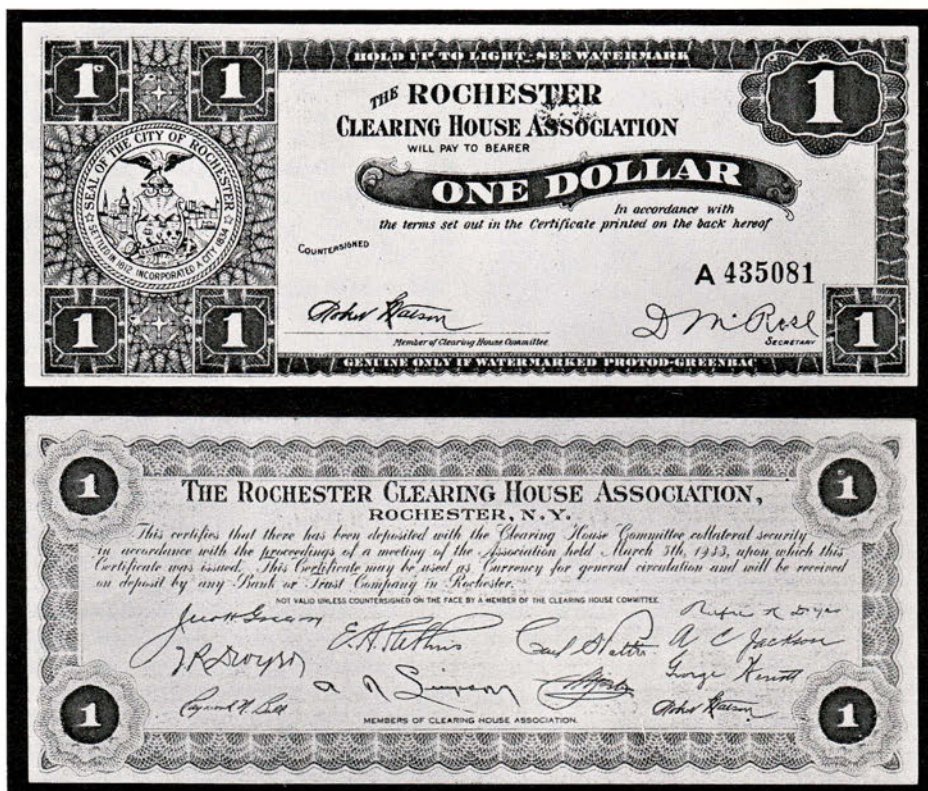 1 1 HOLD UP TO LIGHT-SEE WATERMARK 1
THE ROCHESTER
CLEARING HOUSE ASSOCIATION
WILL PAY TO BEARER
ONE DOLLAR
In accordance with
the terms set out in the Certificate printed on the back hereof
COUNTERSIGNED
SEAL OF THE CITY OF ROCHESTER
SETTLED IN 1812 INCORPORATED A CITY 1834
A 435081
Member of Clearing House Committee.
SECRETARY
1 1 1
GENUINE ONLY IF WATERMARKED PROTOD-GREENBAC
1 1
THE ROCHESTER CLEARING HOUSE ASSOCIATION,
ROCHESTER, N.Y.
This certifies that there has been deposited with the Clearing House Committee collateral security
in accordance with the proceedings of a meeting of the Association held March 5th, 1933, upon which this
Certificate was issued. This Certificate may be used as Currency for general circulation and will be received
on deposit by any Bank or Trust Company in Rochester.
NOT VALID UNLESS COUNTERSIGNED ON THE FACE BY A MEMBER OF THE CLEARING HOUSE COMMITTEE
A C Jackson
1 1
MEMBERS OF CLEARING HOUSE ASSOCIATION.